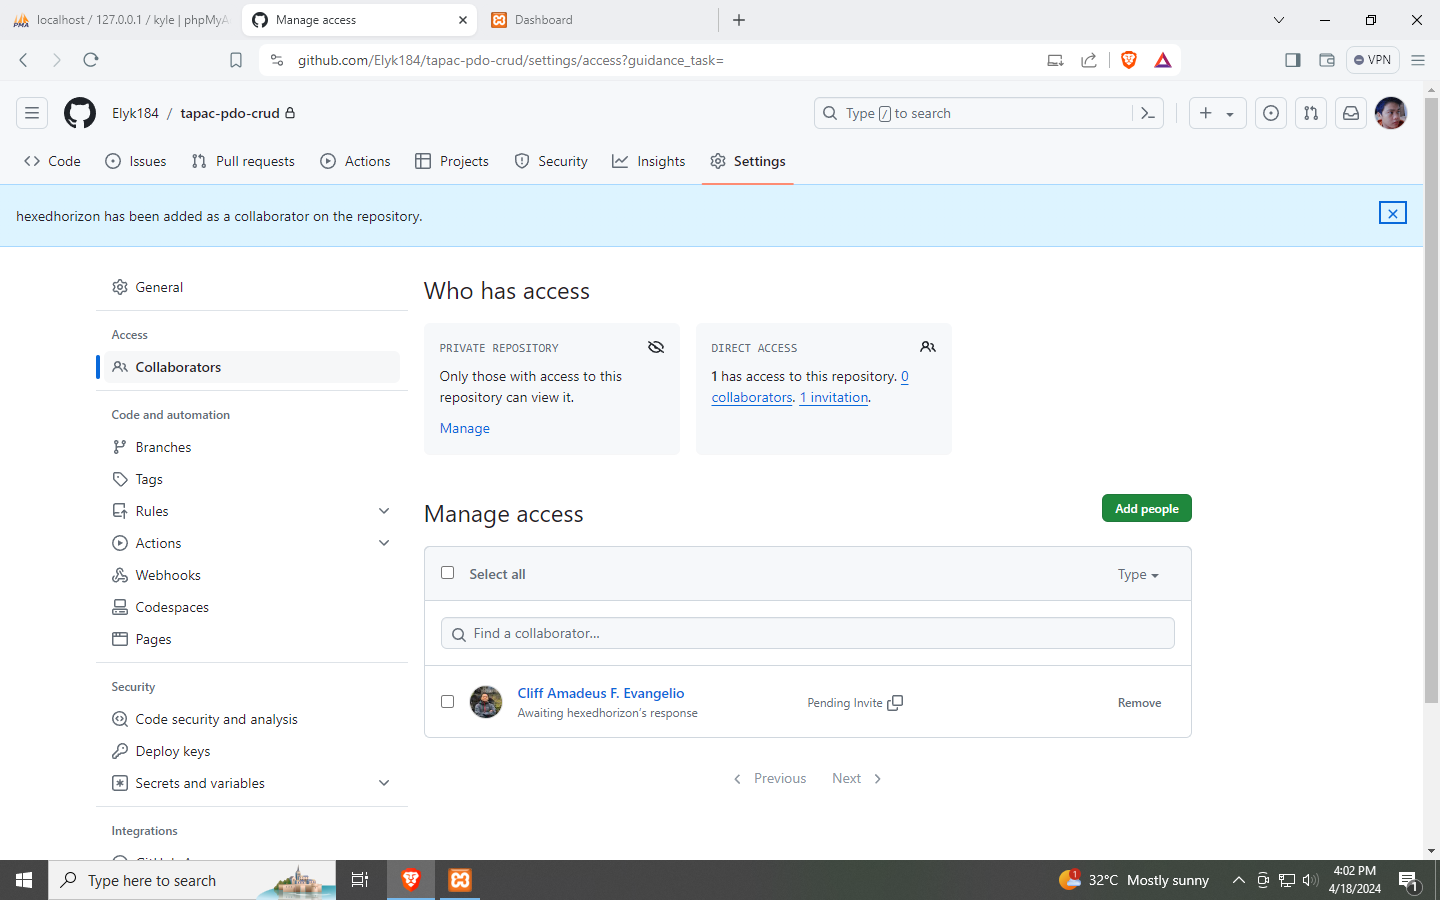 localhost / 127.0.0.1 / kyle | phpMyA
Manage access
Dashboard
github.com/Elyk184/tapac-pdo-crud/settings/access?guidance_task=
VPN
Elyk184 / tapac-pdo-crud
Type / to search
Code
Issues
Pull requests
Actions
Projects
Security
Insights
Settings
hexedhorizon has been added as a collaborator on the repository.
General
Access
Collaborators
Code and automation
Branches
Tags
Rules
Actions
Webhooks
Codespaces
Pages
Security
Code security and analysis
Deploy keys
Secrets and variables
Integrations
Who has access
PRIVATE REPOSITORY
Only those with access to this
repository can view it.
Manage
DIRECT ACCESS
1 has access to this repository. 0
collaborators. 1 invitation.
Manage access
Add people
Select all
Type
Find a collaborator...
Cliff Amadeus F. Evangelio
Awaiting hexedhorizon's response
Pending Invite
Remove
Previous
Next
Type here to search
1
32°C Mostly sunny
4:02 PM
4/18/2024
1